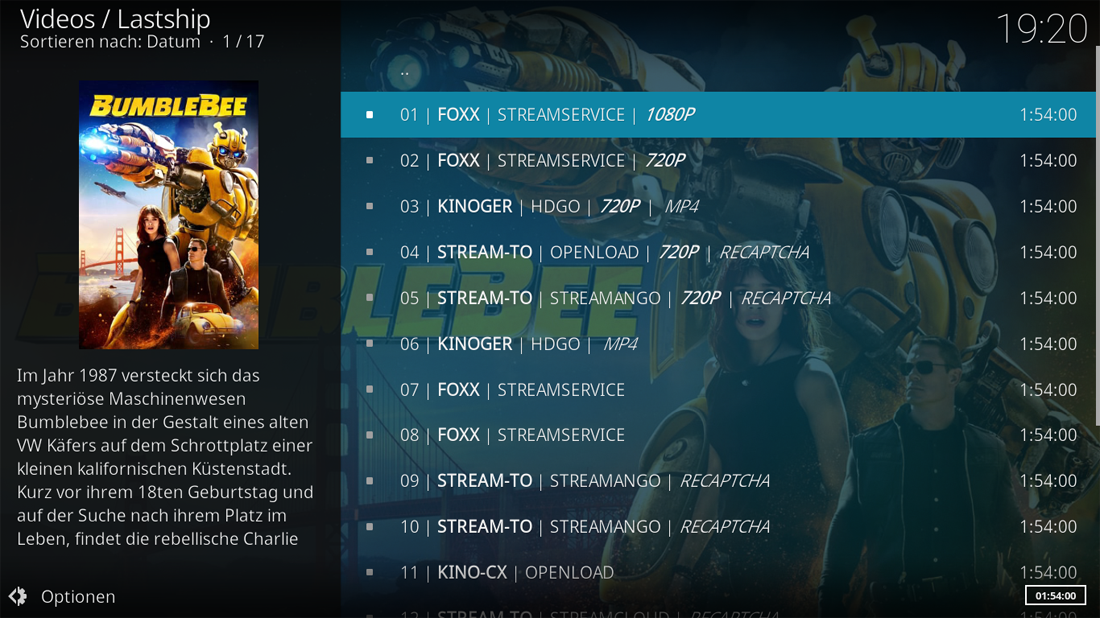 Videos / Lastship
Sortieren nach: Datum · 1 / 17
19:20
BUMBLEBEE
Im Jahr 1987 versteckt sich das
mysteriöse Maschinenwesen
Bumblebee in der Gestalt eines alten
VW Käfers auf dem Schrottplatz einer
kleinen kalifornischen Küstenstadt.
Kurz vor ihrem 18ten Geburtstag und
auf der Suche nach ihrem Platz im
Leben, findet die rebellische Charlie
Optionen
..
01 | FOXX | STREAMSERVICE | 1080P 1:54:00
02 | FOXX | STREAMSERVICE | 720P 1:54:00
03 | KINOGER | HDGO | 720P | MP4 1:54:00
04 | STREAM-TO | OPENLOAD | 720P | RECAPTCHA 1:54:00
05 | STREAM-TO | STREAMANGO | 720P | RECAPTCHA 1:54:00
06 | KINOGER | HDGO | MP4 1:54:00
07 | FOXX | STREAMSERVICE 1:54:00
08 | FOXX | STREAMSERVICE 1:54:00
09 | STREAM-TO | STREAMANGO | RECAPTCHA 1:54:00
10 | STREAM-TO | STREAMANGO | RECAPTCHA 1:54:00
11 | KINO-CX | OPENLOAD 1:54:00
12 | STREAM-TO | STREAMCLOUD | RECAPTCHA
01:54:00
BUMBLEBEE